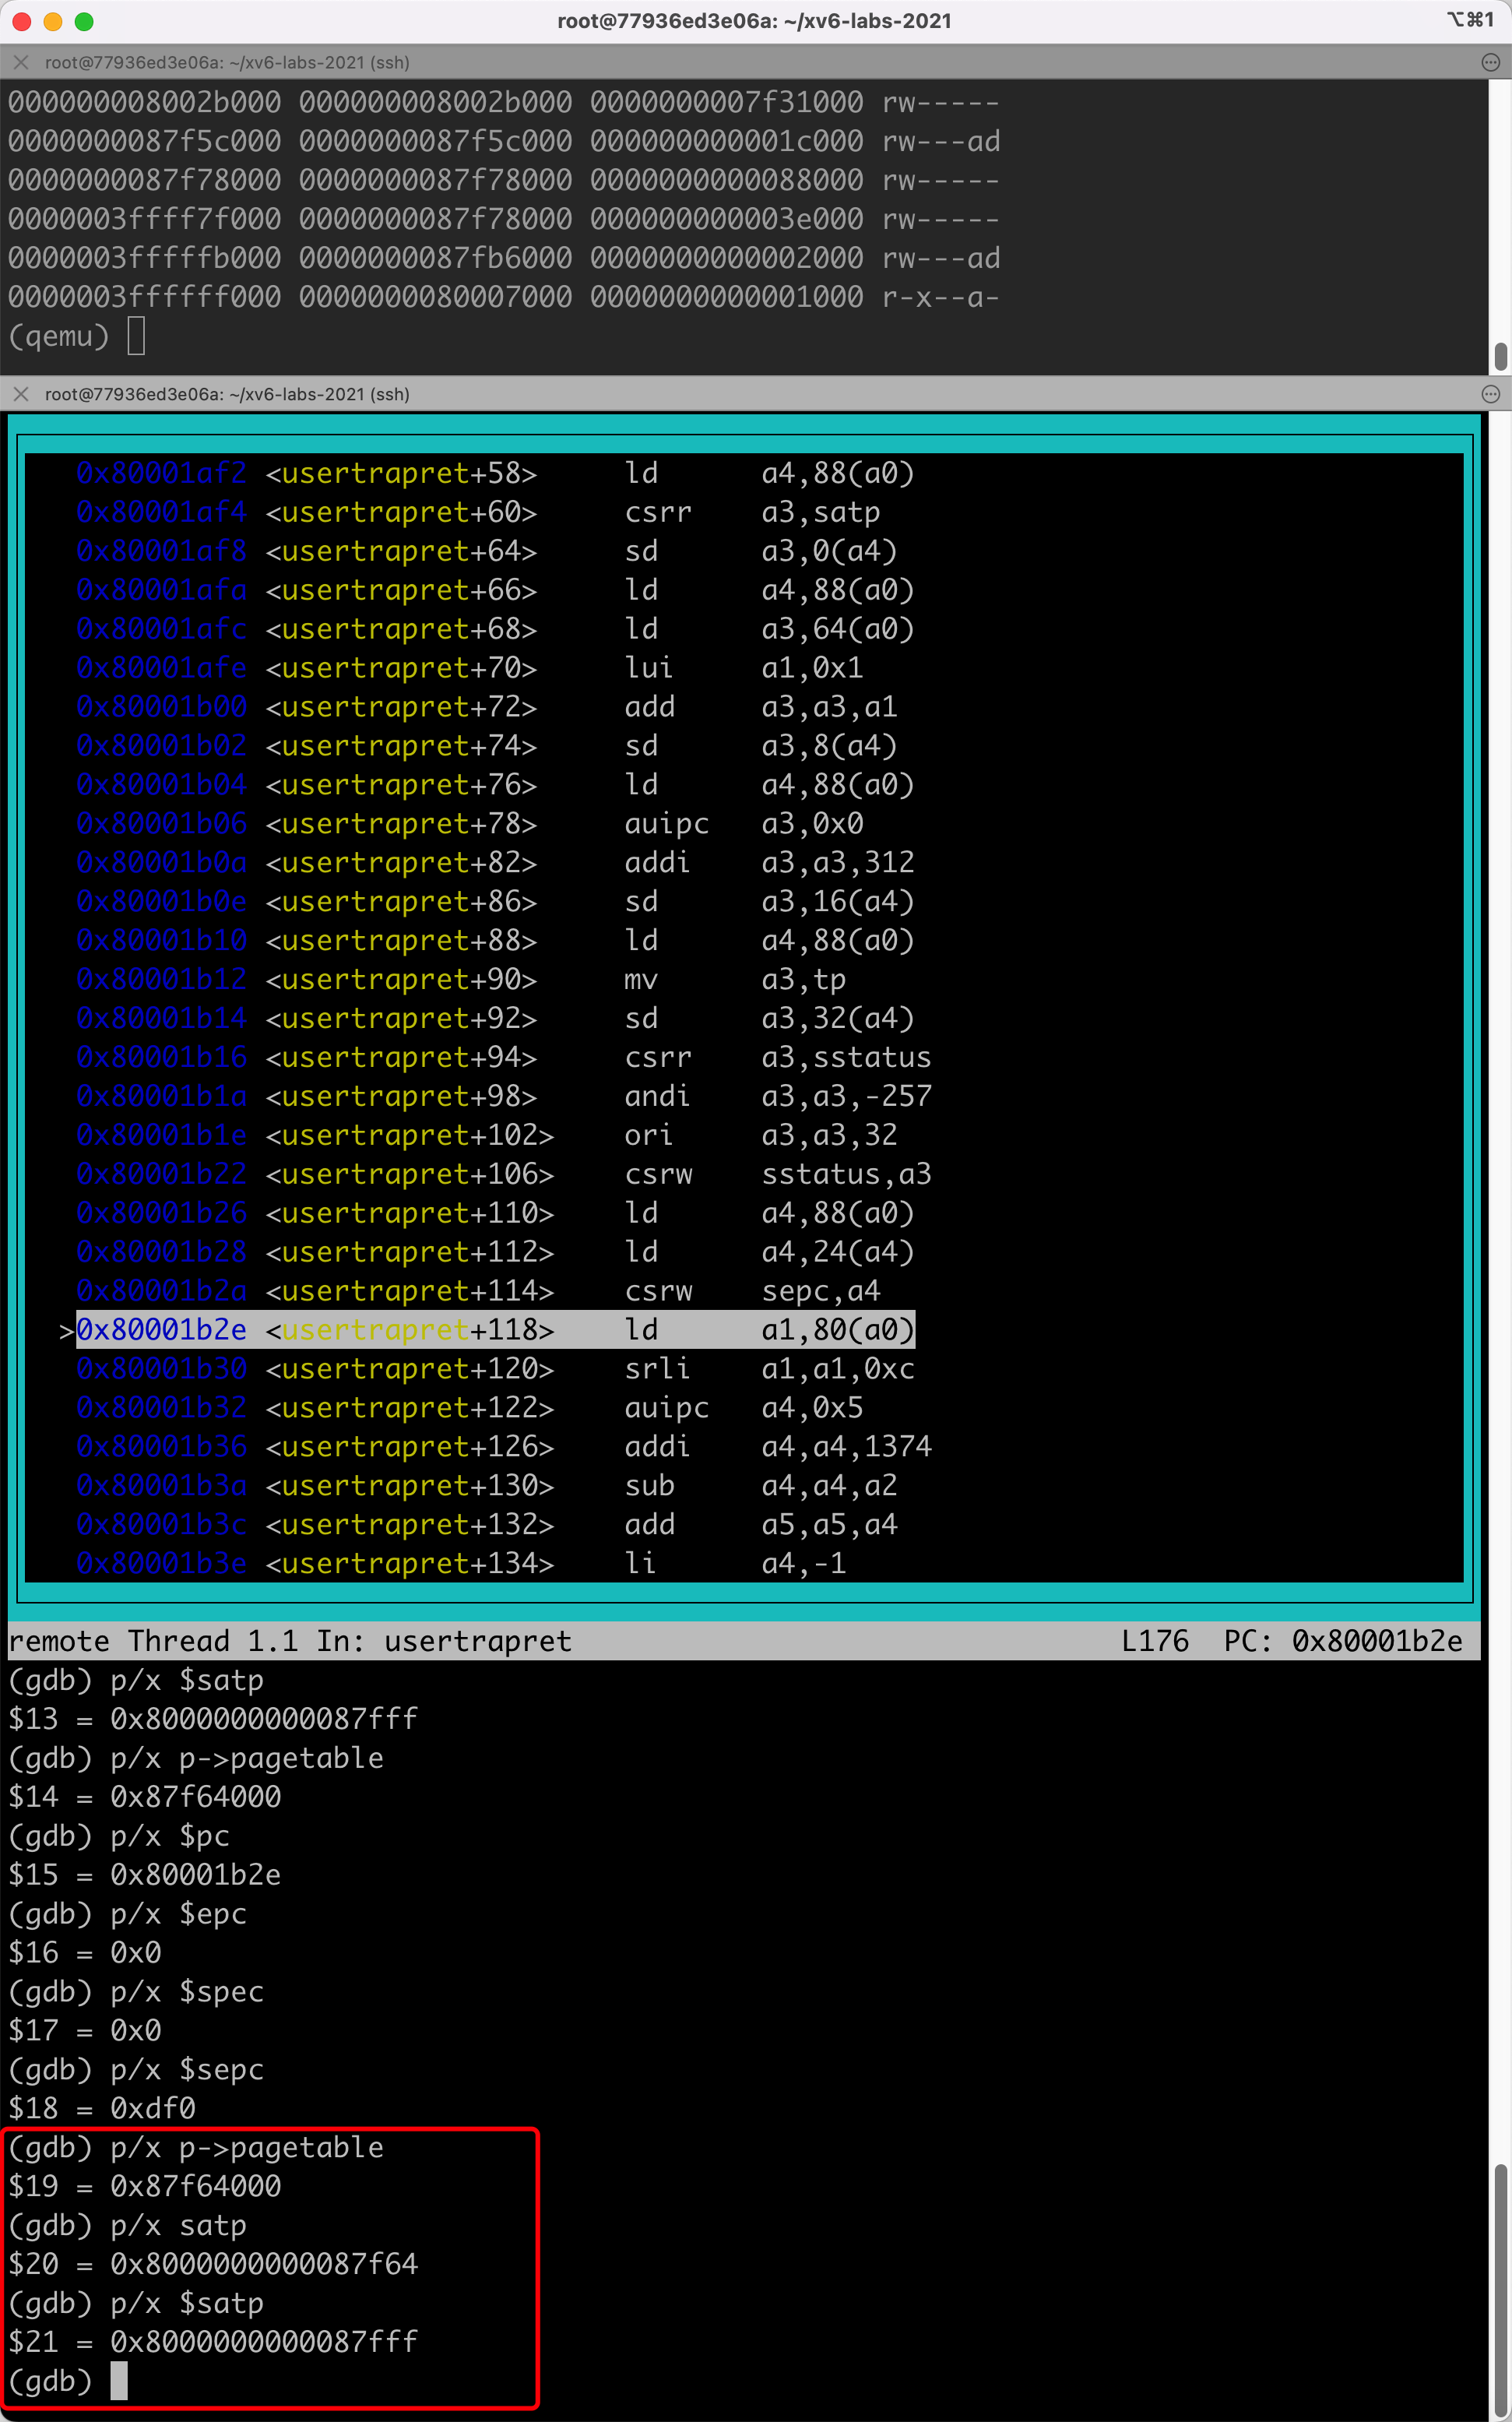 root@77936ed3e06a: ~/xv6-labs-2021 ⌥⌘1
root@77936ed3e06a: ~/xv6-labs-2021 (ssh)
000000008002b000 000000008002b000 0000000007f31000 rw-----
0000000087f5c000 0000000087f5c000 000000000001c000 rw---ad
0000000087f78000 0000000087f78000 0000000000088000 rw-----
0000003ffff7f000 0000000087f78000 000000000003e000 rw-----
0000003fffffb000 0000000087fb6000 0000000000002000 rw---ad
0000003ffffff000 0000000080007000 0000000000001000 r-x--a-
(qemu)
root@77936ed3e06a: ~/xv6-labs-2021 (ssh)
0x80001af2 <usertrapret+58> ld a4,88(a0)
0x80001af4 <usertrapret+60> csrr a3,satp
0x80001af8 <usertrapret+64> sd a3,0(a4)
0x80001afa <usertrapret+66> ld a4,88(a0)
0x80001afc <usertrapret+68> ld a3,64(a0)
0x80001afe <usertrapret+70> lui a1,0x1
0x80001b00 <usertrapret+72> add a3,a3,a1
0x80001b02 <usertrapret+74> sd a3,8(a4)
0x80001b04 <usertrapret+76> ld a4,88(a0)
0x80001b06 <usertrapret+78> auipc a3,0x0
0x80001b0a <usertrapret+82> addi a3,a3,312
0x80001b0e <usertrapret+86> sd a3,16(a4)
0x80001b10 <usertrapret+88> ld a4,88(a0)
0x80001b12 <usertrapret+90> mv a3,tp
0x80001b14 <usertrapret+92> sd a3,32(a4)
0x80001b16 <usertrapret+94> csrr a3,sstatus
0x80001b1a <usertrapret+98> andi a3,a3,-257
0x80001b1e <usertrapret+102> ori a3,a3,32
0x80001b22 <usertrapret+106> csrw sstatus,a3
0x80001b26 <usertrapret+110> ld a4,88(a0)
0x80001b28 <usertrapret+112> ld a4,24(a4)
0x80001b2a <usertrapret+114> csrw sepc,a4
>0x80001b2e <usertrapret+118> ld a1,80(a0)
0x80001b30 <usertrapret+120> srli a1,a1,0xc
0x80001b32 <usertrapret+122> auipc a4,0x5
0x80001b36 <usertrapret+126> addi a4,a4,1374
0x80001b3a <usertrapret+130> sub a4,a4,a2
0x80001b3c <usertrapret+132> add a5,a5,a4
0x80001b3e <usertrapret+134> li a4,-1
remote Thread 1.1 In: usertrapret L176 PC: 0x80001b2e
(gdb) p/x $satp
$13 = 0x8000000000087fff
(gdb) p/x p->pagetable
$14 = 0x87f64000
(gdb) p/x $pc
$15 = 0x80001b2e
(gdb) p/x $epc
$16 = 0x0
(gdb) p/x $spec
$17 = 0x0
(gdb) p/x $sepc
$18 = 0xdf0
(gdb) p/x p->pagetable
$19 = 0x87f64000
(gdb) p/x satp
$20 = 0x8000000000087f64
(gdb) p/x $satp
$21 = 0x8000000000087fff
(gdb)